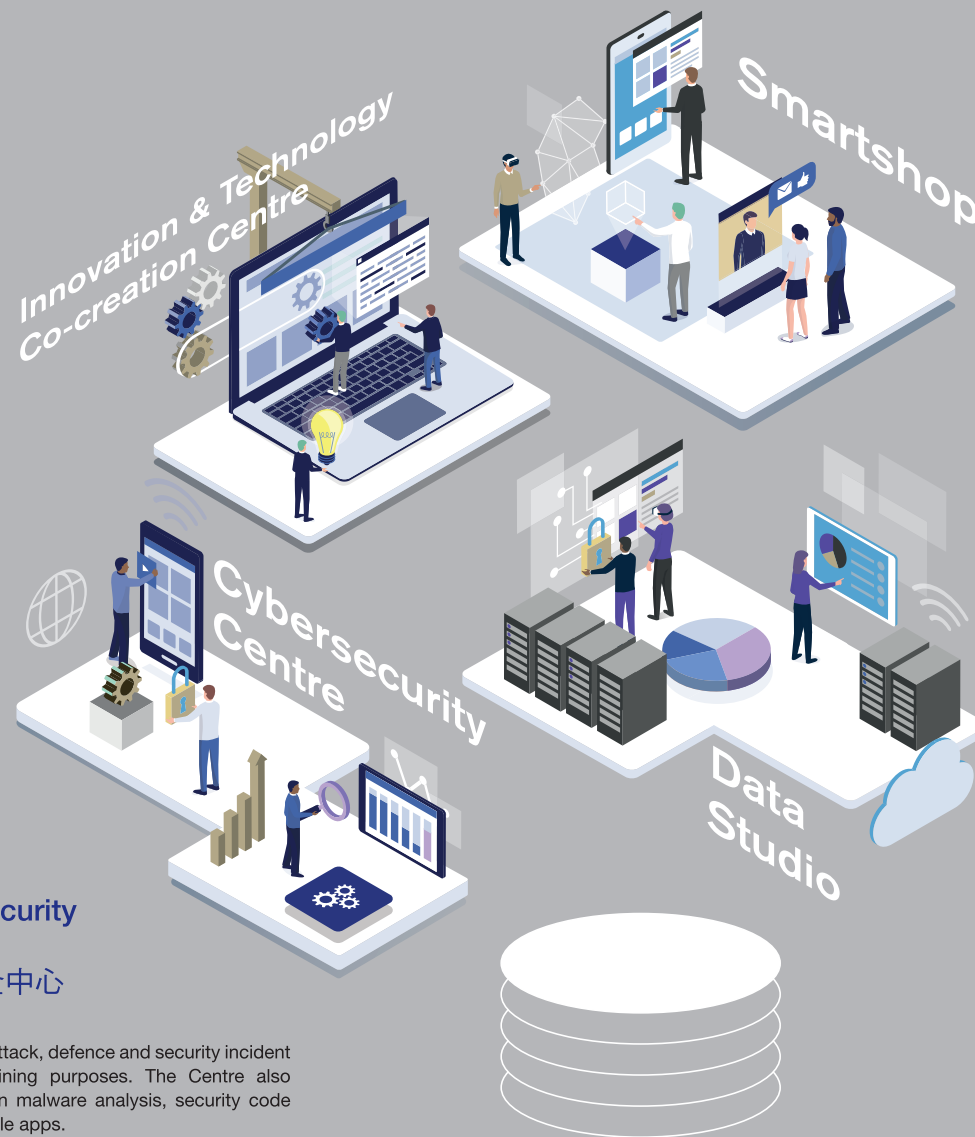 Innovation & Technology
Co-creation Centre
Smartshop
Cybersecurity
Centre
Data
Studio
curity
中心
ttack, defence and security incident
ining purposes. The Centre also
n malware analysis, security code
le apps.